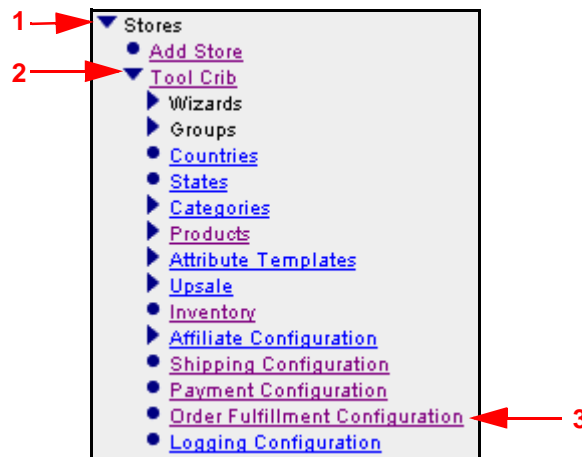 1 Stores
Add Store
2 Tool Crib
Wizards
Groups
Countries
States
Categories
Products
Attribute Templates
Upsale
Inventory
Affiliate Configuration
Shipping Configuration
Payment Configuration
Order Fulfillment Configuration 3
Logging Configuration